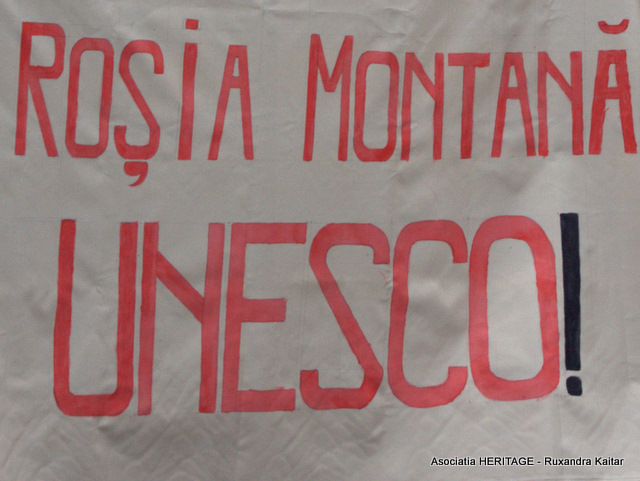 ROȘIA MONTANĂ
UNESCO!
Asociatia HERITAGE - Ruxandra Kaitar